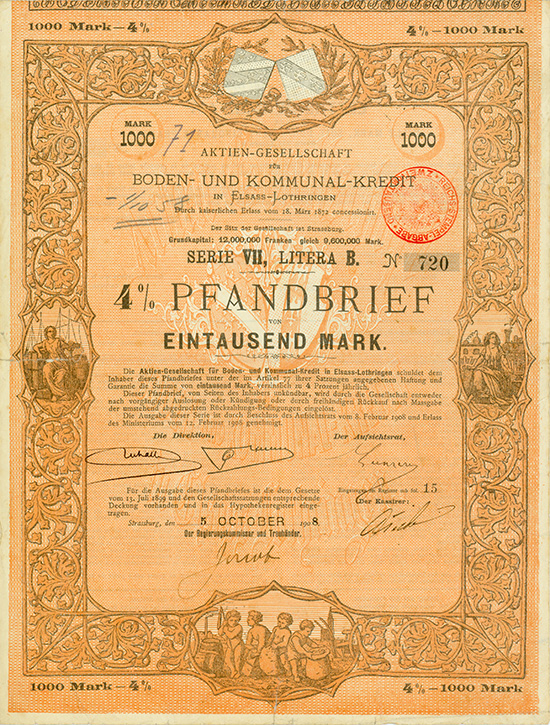 1000 Mark – 4%
4% – 1000 Mark
MARK
1000
MARK
1000
71
AKTIEN-GESELLSCHAFT
FÜR
BODEN- UND KOMMUNAL-KREDIT
IN ELSASS-LOTHRINGEN
Durch kaiserlichen Erlass vom 18. März 1872 concessionirt.
Der Sitz der Gesellschaft ist Strassburg.
Grundkapital: 12,000,000 Franken gleich 9,600,000 Mark.
SERIE VII, LITERA B.
№ 720
4% PFANDBRIEF
VON
EINTAUSEND MARK.
Die Aktien-Gesellschaft für Boden- und Kommunal-Kredit in Elsass-Lothringen schuldet dem
Inhaber dieses Pfandbriefes unter der im Artikel 77 ihrer Satzungen angegebenen Haftung und
Garantie die Summe von eintausend Mark, verzinslich zu 4 Prozent jährlich.
Dieser Pfandbrief, von Seiten des Inhabers unkündbar, wird durch die Gesellschaft entweder
nach vorgängiger Auslosung oder Kündigung oder durch freihändigen Rückkauf nach Massgabe
der umstehend abgedruckten Rückzahlungs-Bedingungen eingelöst.
Die Ausgabe dieser Serie ist durch Beschluss des Aufsichtsrats vom 8. Februar 1908 und Erlass
des Ministeriums vom 12. Februar 1908 genehmigt.
Die Direktion,
Der Aufsichtsrat,
Für die Ausgabe dieses Pfandbriefes ist die dem Gesetze
vom 13. Juli 1899 und den Gesellschaftssatzungen entsprechende
Deckung vorhanden und in das Hypothekenregister einge-
tragen.
Eingetragen im Register sub fol. 15
Der Kassirer:
Strassburg, den 5 OCTOBER 1908.
Der Regierungskommissar und Treuhänder.
1000 Mark – 4%
4% – 1000 Mark